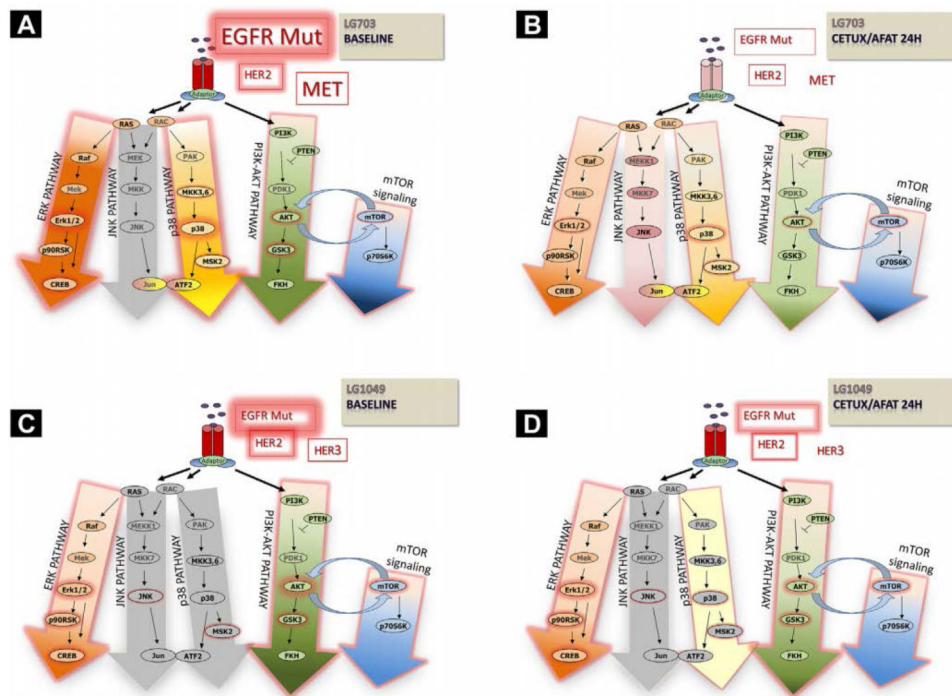 A
EGFR Mut
LG703
BASELINE
HER2
MET
Adaptor
RAS
RAC
PI3K
Raf
MEK
PAK
PTEN
Mek
MKK
MKK3,6
PDK1
Erk1/2
JNK
p38
AKT
mTOR
p90RSK
MSK2
GSK3
p70S6K
CREB
Jun
ATF2
FKH
ERK PATHWAY
JNK PATHWAY
p38 PATHWAY
PI3K-AKT PATHWAY
mTOR
signaling
B
EGFR Mut
LG703
CETUX/AFAT 24H
HER2
MET
Adaptor
RAS
RAC
PI3K
Raf
MEKK1
PAK
PTEN
Mek
MKK7
MKK3,6
PDK1
Erk1/2
JNK
p38
AKT
mTOR
p90RSK
MSK2
GSK3
p70S6K
CREB
Jun
ATF2
FKH
ERK PATHWAY
JNK PATHWAY
p38 PATHWAY
PI3K-AKT PATHWAY
mTOR
signaling
C
EGFR Mut
LG1049
BASELINE
HER2
HER3
Adaptor
RAS
RAC
PI3K
Raf
MEKK1
PAK
PTEN
Mek
MKK7
MKK3,6
PDK1
Erk1/2
JNK
p38
AKT
mTOR
p90RSK
MSK2
GSK3
p70S6K
CREB
Jun
ATF2
FKH
ERK PATHWAY
JNK PATHWAY
p38 PATHWAY
PI3K-AKT PATHWAY
mTOR
signaling
D
EGFR Mut
LG1049
CETUX/AFAT 24H
HER2
HER3
Adaptor
RAS
RAC
PI3K
Raf
MEKK1
PAK
PTEN
Mek
MKK7
MKK3,6
PDK1
Erk1/2
JNK
p38
AKT
mTOR
p90RSK
MSK2
GSK3
p70S6K
CREB
Jun
ATF2
FKH
ERK PATHWAY
JNK PATHWAY
p38 PATHWAY
PI3K-AKT PATHWAY
mTOR
signaling